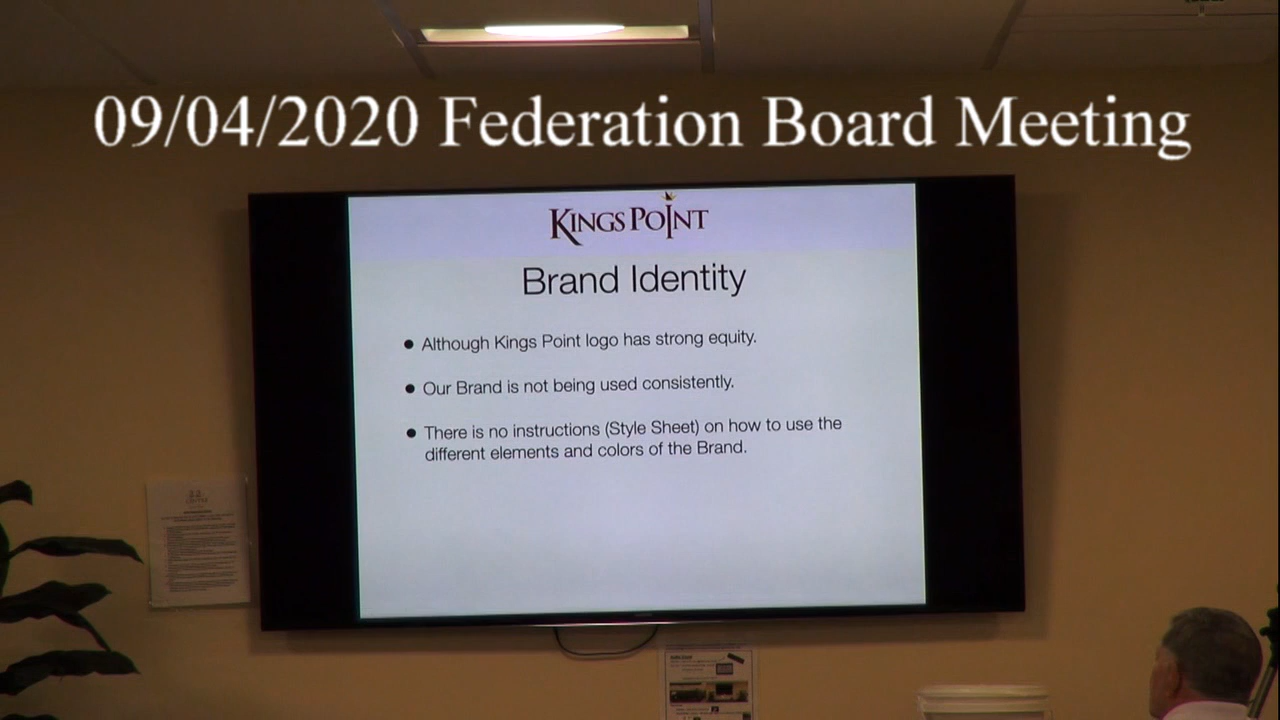 09/04/2020 Federation Board Meeting
KINGS POINT
Brand Identity
● Although Kings Point logo has strong equity.
● Our Brand is not being used consistently.
● There is no instructions (Style Sheet) on how to use the
different elements and colors of the Brand.